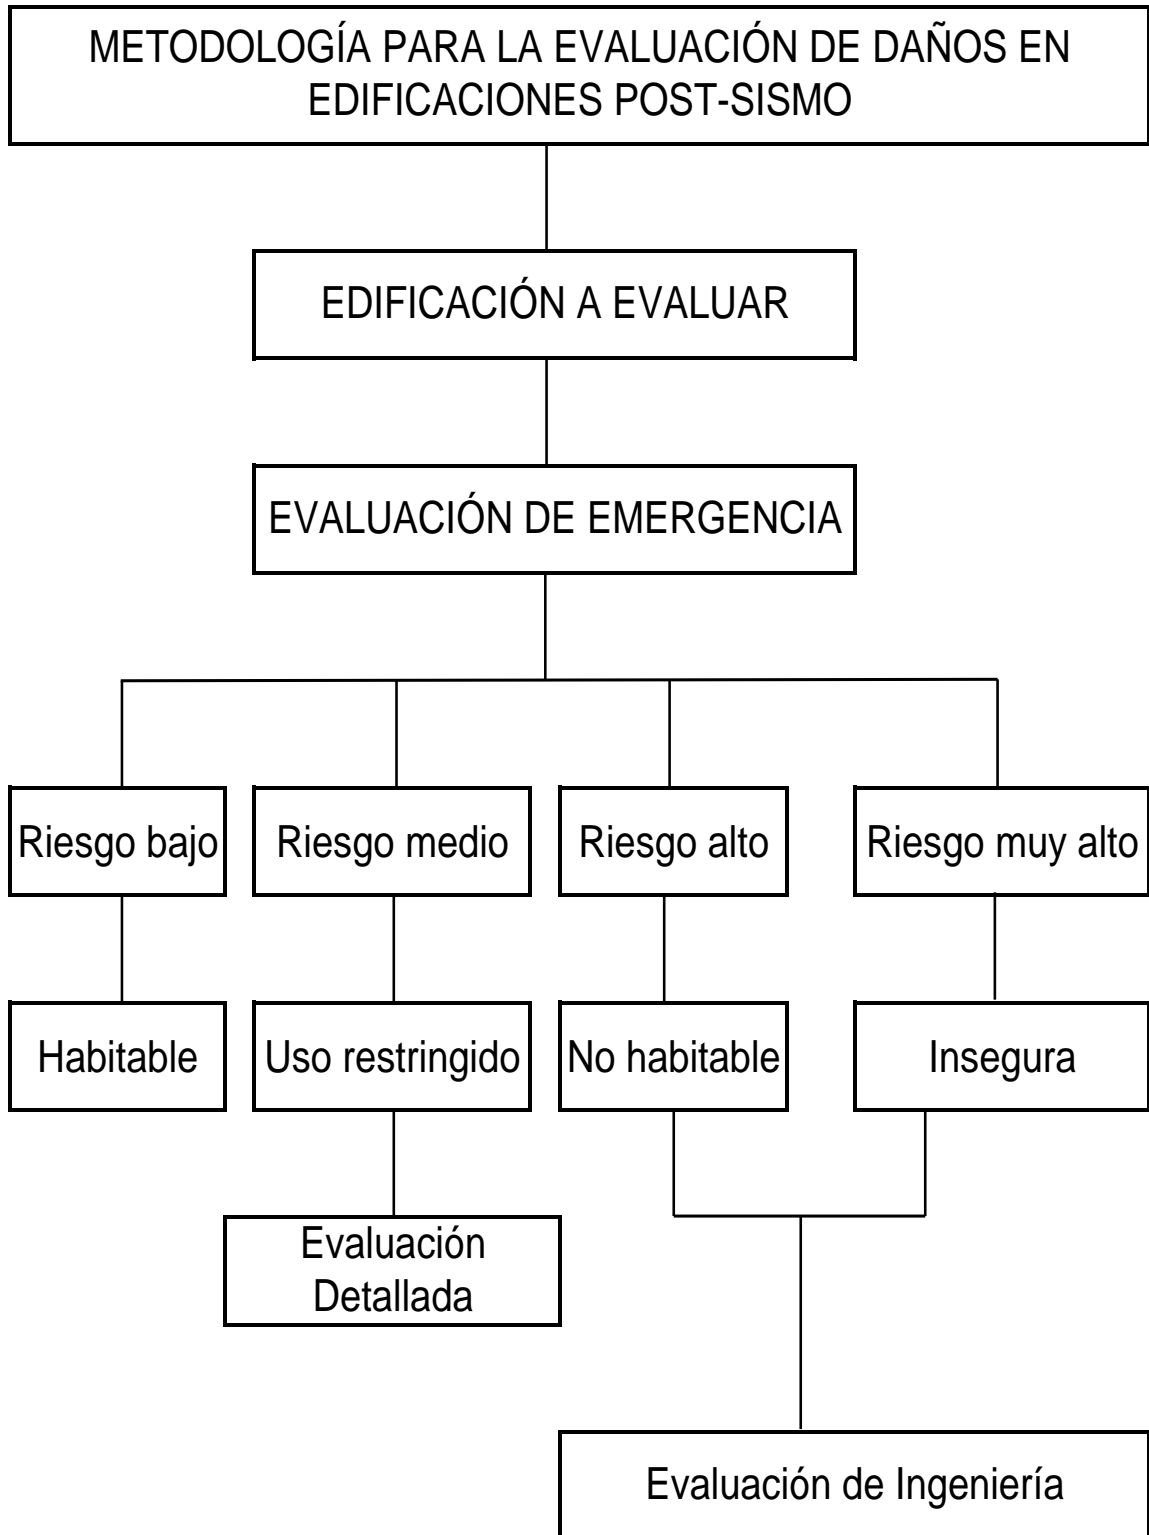 METODOLOGÍA PARA LA EVALUACIÓN DE DAÑOS EN
EDIFICACIONES POST-SISMO
EDIFICACIÓN A EVALUAR
EVALUACIÓN DE EMERGENCIA
Riesgo bajo
Riesgo medio
Riesgo alto
Riesgo muy alto
Habitable
Uso restringido
No habitable
Insegura
Evaluación
Detallada
Evaluación de Ingeniería